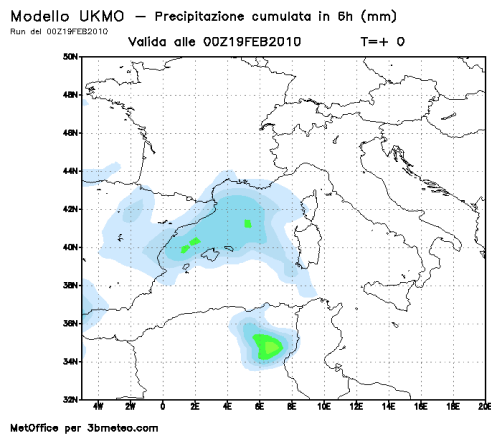 Modello UKMO – Precipitazione cumulata in 6h (mm)
Run del 00Z19FEB2010
Valida alle 00Z19FEB2010 T=+ 0
50N
48N
46N
44N
42N
40N
38N
36N
34N
32N
4W 2W 0 2E 4E 6E 8E 10E 12E 14E 16E 18E 20E
MetOffice per 3bmeteo.com